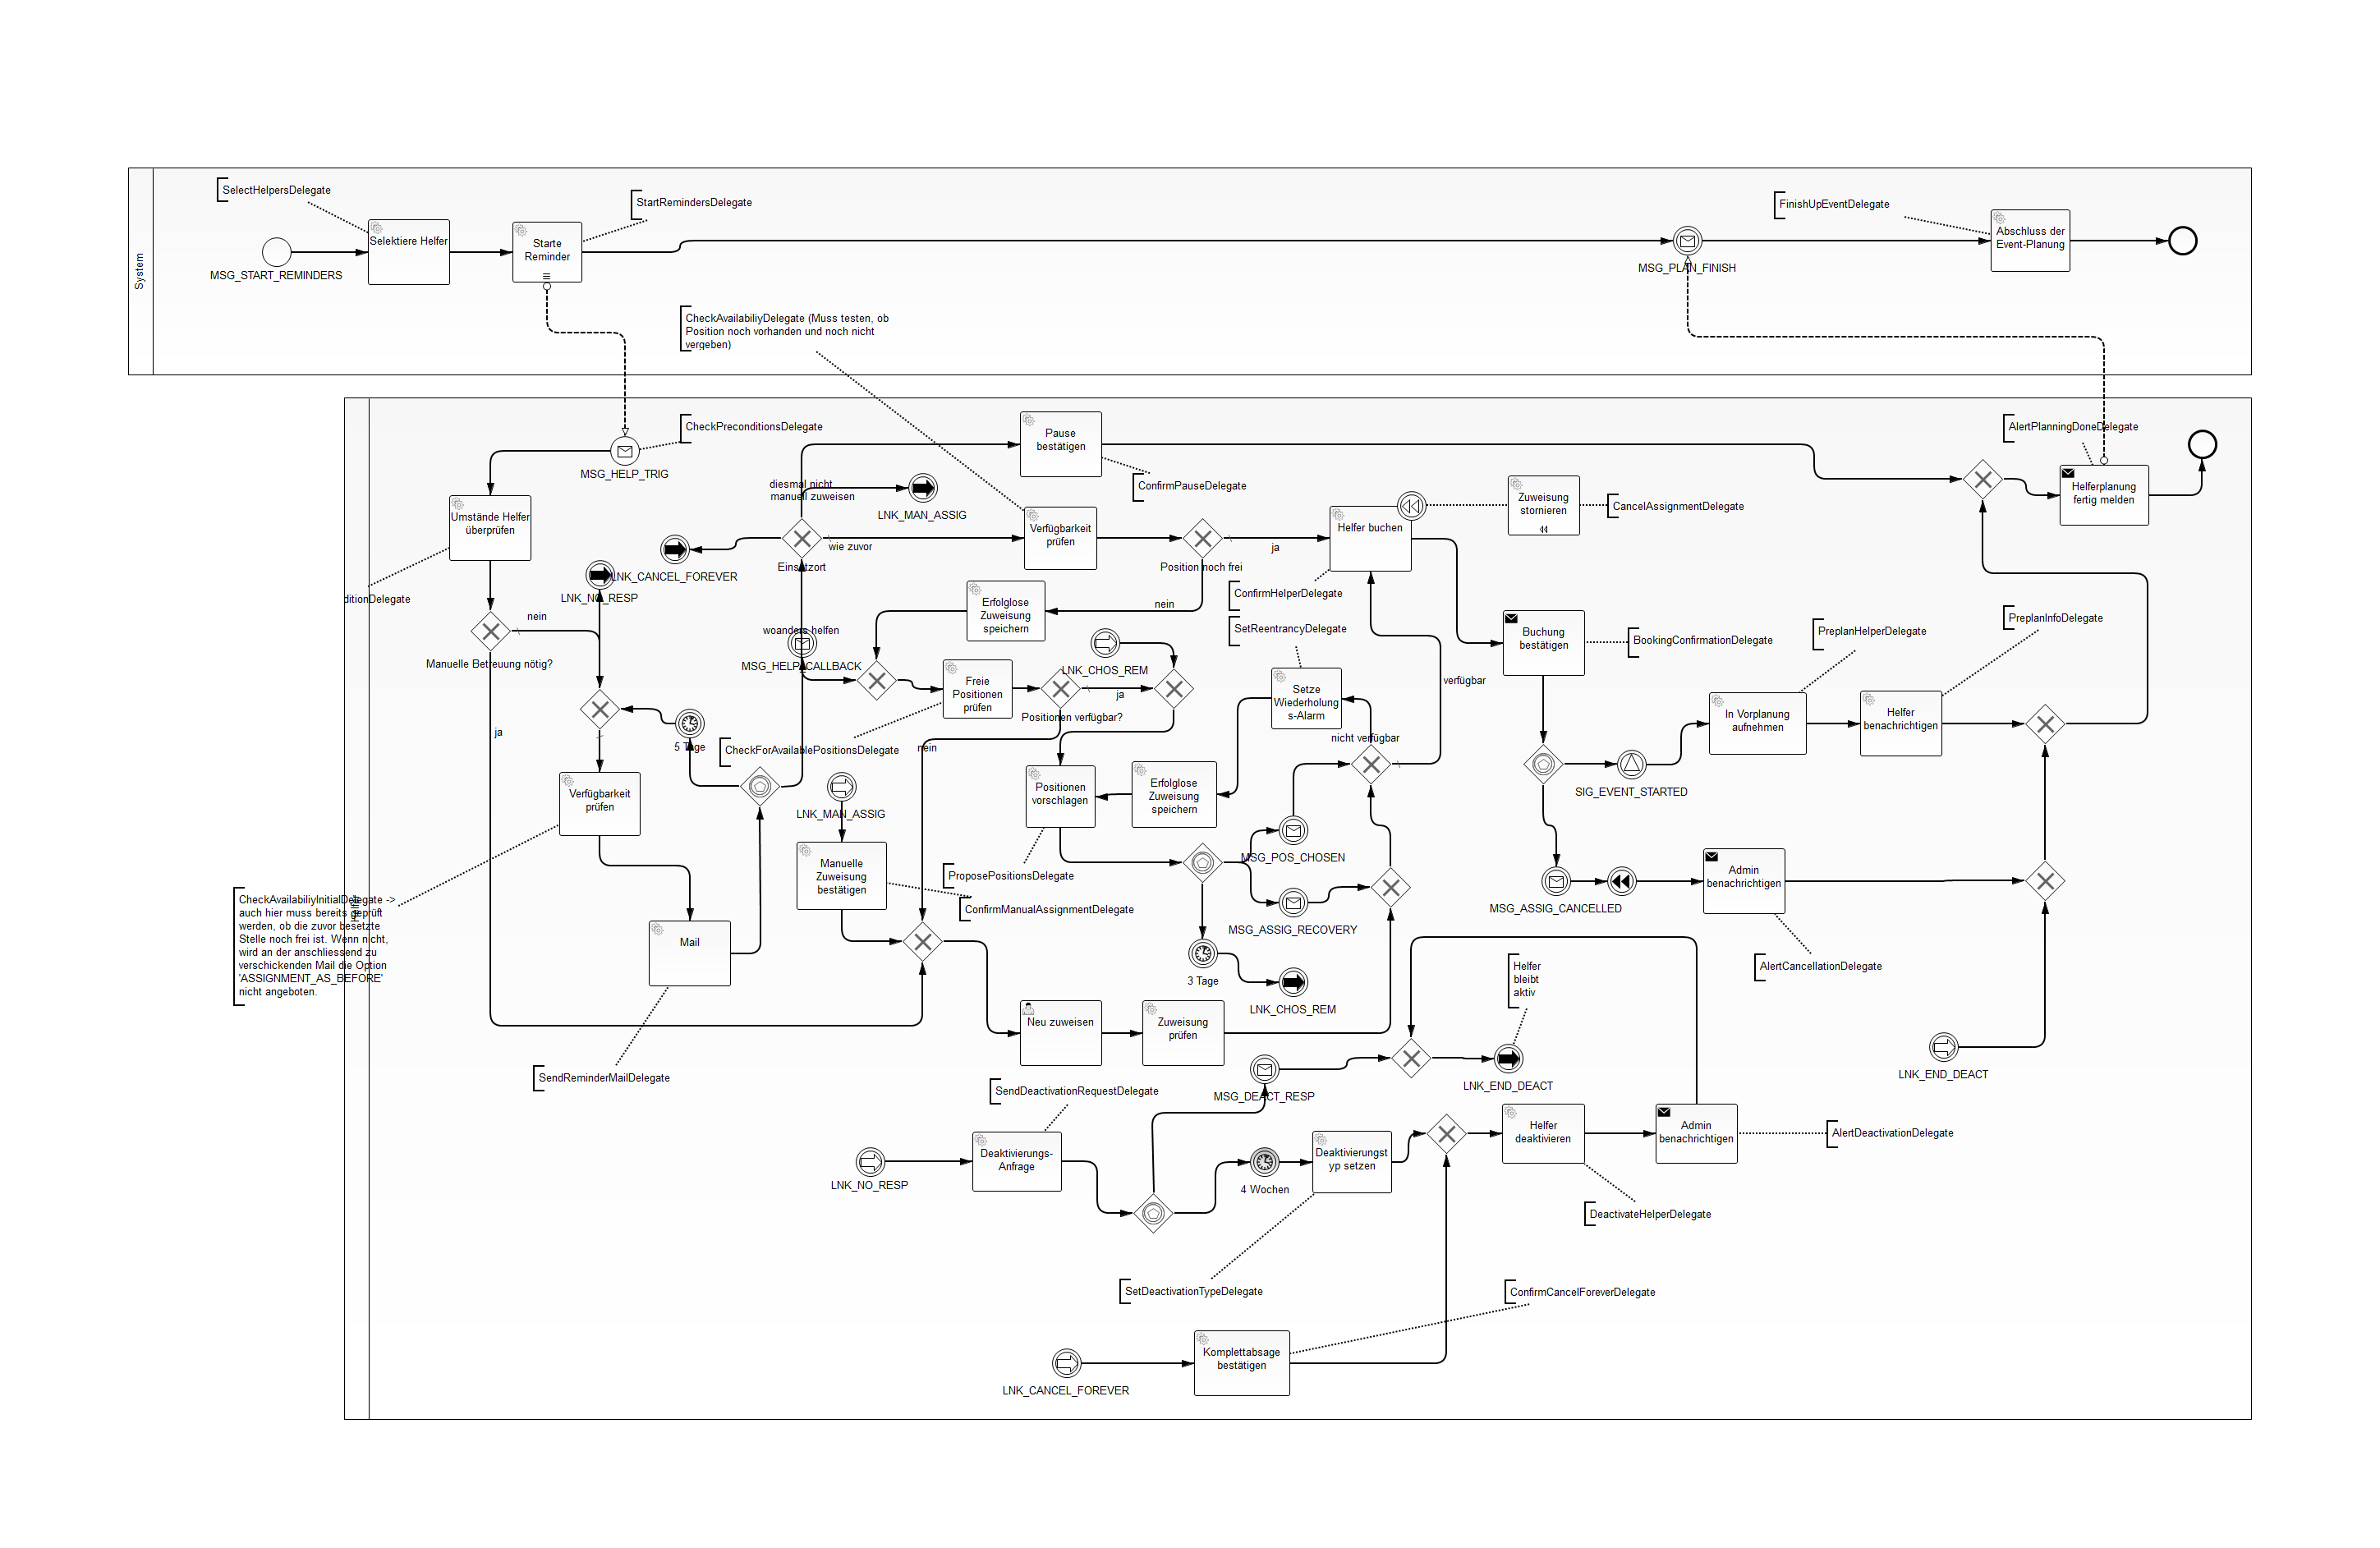 System
SelectHelpersDelegate
StartRemindersDelegate
FinishUpEventDelegate
Selektiere Helfer
Starte
Reminder
Abschluss der
Event-Planung
MSG_START_REMINDERS
MSG_PLAN_FINISH
CheckAvailabiliyDelegate (Muss testen, ob
Position noch vorhanden und noch nicht
vergeben)
Helfer
CheckPreconditionsDelegate
MSG_HELP_TRIG
Pause
bestätigen
ConfirmPauseDelegate
AlertPlanningDoneDelegate
Helferplanung
fertig melden
diesmal nicht
manuell zuweisen
LNK_MAN_ASSIG
Umstände Helfer
überprüfen
ditionDelegate
LNK_CANCEL_FOREVER
LNK_NO_RESP
wie zuvor
Einsatzort
Verfügbarkeit
prüfen
Position noch frei
ja
nein
Helfer buchen
Zuweisung
stornieren
CancelAssignmentDelegate
ConfirmHelperDelegate
SetReentrancyDelegate
nein
Manuelle Betreuung nötig?
ja
woanders helfen
MSG_HELP_CALLBACK
Erfolglose
Zuweisung
speichern
LNK_CHOS_REM
Freie
Positionen
prüfen
ja
Positionen verfügbar?
nein
CheckForAvailablePositionsDelegate
5 Tage
Setze
Wiederholung
s-Alarm
nicht verfügbar
verfügbar
Buchung
bestätigen
BookingConfirmationDelegate
PreplanHelperDelegate
PreplanInfoDelegate
In Vorplanung
aufnehmen
Helfer
benachrichtigen
SIG_EVENT_STARTED
Verfügbarkeit
prüfen
LNK_MAN_ASSIG
Positionen
vorschlagen
Erfolglose
Zuweisung
speichern
MSG_POS_CHOSEN
Manuelle
Zuweisung
bestätigen
ProposePositionsDelegate
ConfirmManualAssignmentDelegate
MSG_ASSIG_RECOVERY
MSG_ASSIG_CANCELLED
Admin
benachrichtigen
AlertCancellationDelegate
CheckAvailabiliyInitialDelegate ->
auch hier muss bereits geprüft
werden, ob die zuvor besetzte
Stelle noch frei ist. Wenn nicht,
wird an der anschliessend zu
verschickenden Mail die Option
'ASSIGNMENT_AS_BEFORE'
nicht angeboten.
Mail
3 Tage
LNK_CHOS_REM
Helfer
bleibt
aktiv
Neu zuweisen
Zuweisung
prüfen
SendReminderMailDelegate
SendDeactivationRequestDelegate
MSG_DEACT_RESP
LNK_END_DEACT
LNK_END_DEACT
LNK_NO_RESP
Deaktivierungs-
Anfrage
4 Wochen
Deaktivierungst
yp setzen
Helfer
deaktivieren
Admin
benachrichtigen
AlertDeactivationDelegate
DeactivateHelperDelegate
SetDeactivationTypeDelegate
ConfirmCancelForeverDelegate
LNK_CANCEL_FOREVER
Komplettabsage
bestätigen